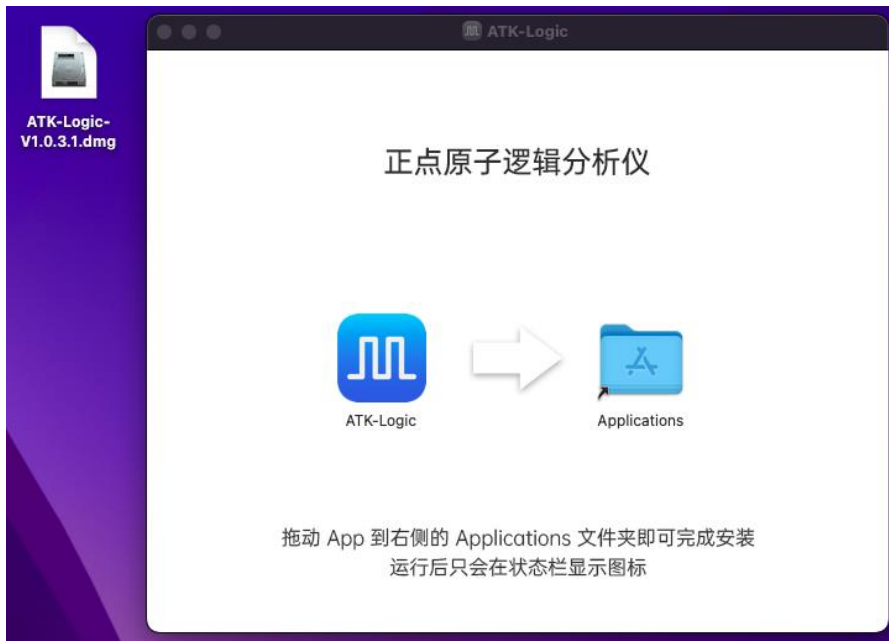 ATK-Logic
ATK-Logic-
V1.0.3.1.dmg
正点原子逻辑分析仪
ATK-Logic
Applications
拖动 App 到右侧的 Applications 文件夹即可完成安装
运行后只会在状态栏显示图标